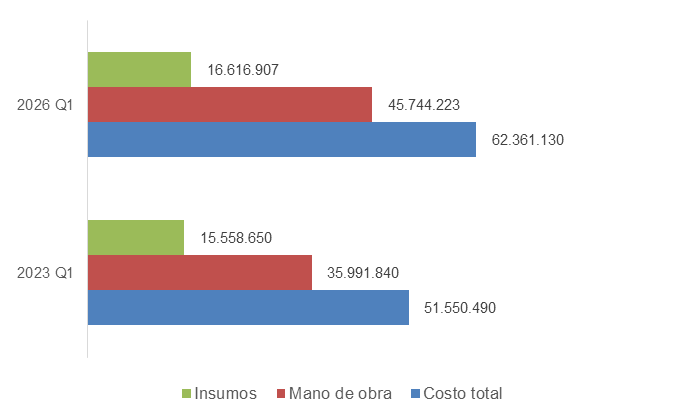 16.616.907
2026 Q1
45.744.223
62.361.130
15.558.650
2023 Q1
35.991.840
51.550.490
Insumos
Mano de obra
Costo total